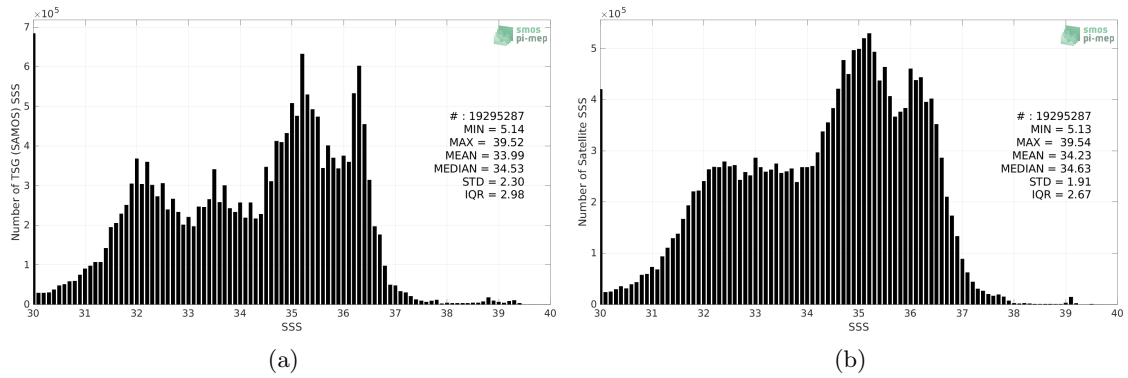 ×10⁵
7
6
5
4
3
2
1
0
Number of TSG (SAMOS) SSS
smos
pi-mep
# : 19295287
MIN = 5.14
MAX = 39.52
MEAN = 33.99
MEDIAN = 34.53
STD = 2.30
IQR = 2.98
30 31 32 33 34 35 36 37 38 39 40
SSS
(a)
×10⁵
5
4
3
2
1
0
Number of Satellite SSS
smos
pi-mep
# : 19295287
MIN = 5.13
MAX = 39.54
MEAN = 34.23
MEDIAN = 34.63
STD = 1.91
IQR = 2.67
30 31 32 33 34 35 36 37 38 39 40
SSS
(b)